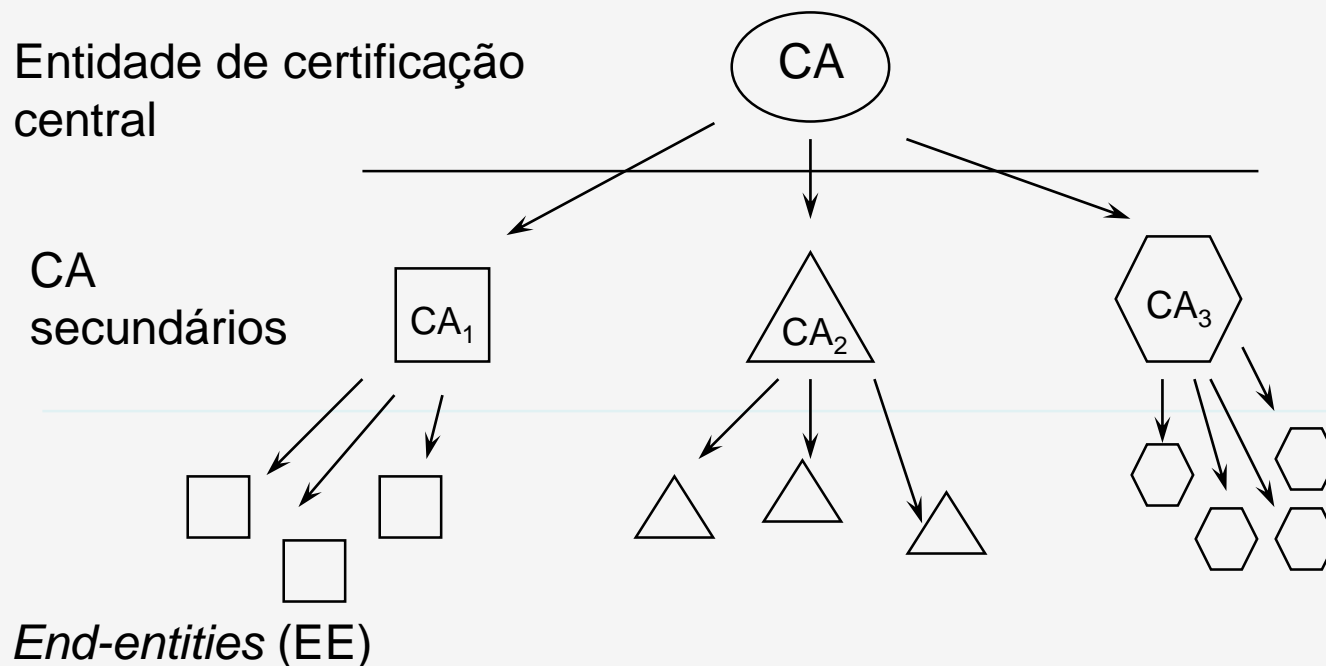 Entidade de certificação
central
CA
CA
secundários
CA₁
CA₂
CA₃
End-entities (EE)